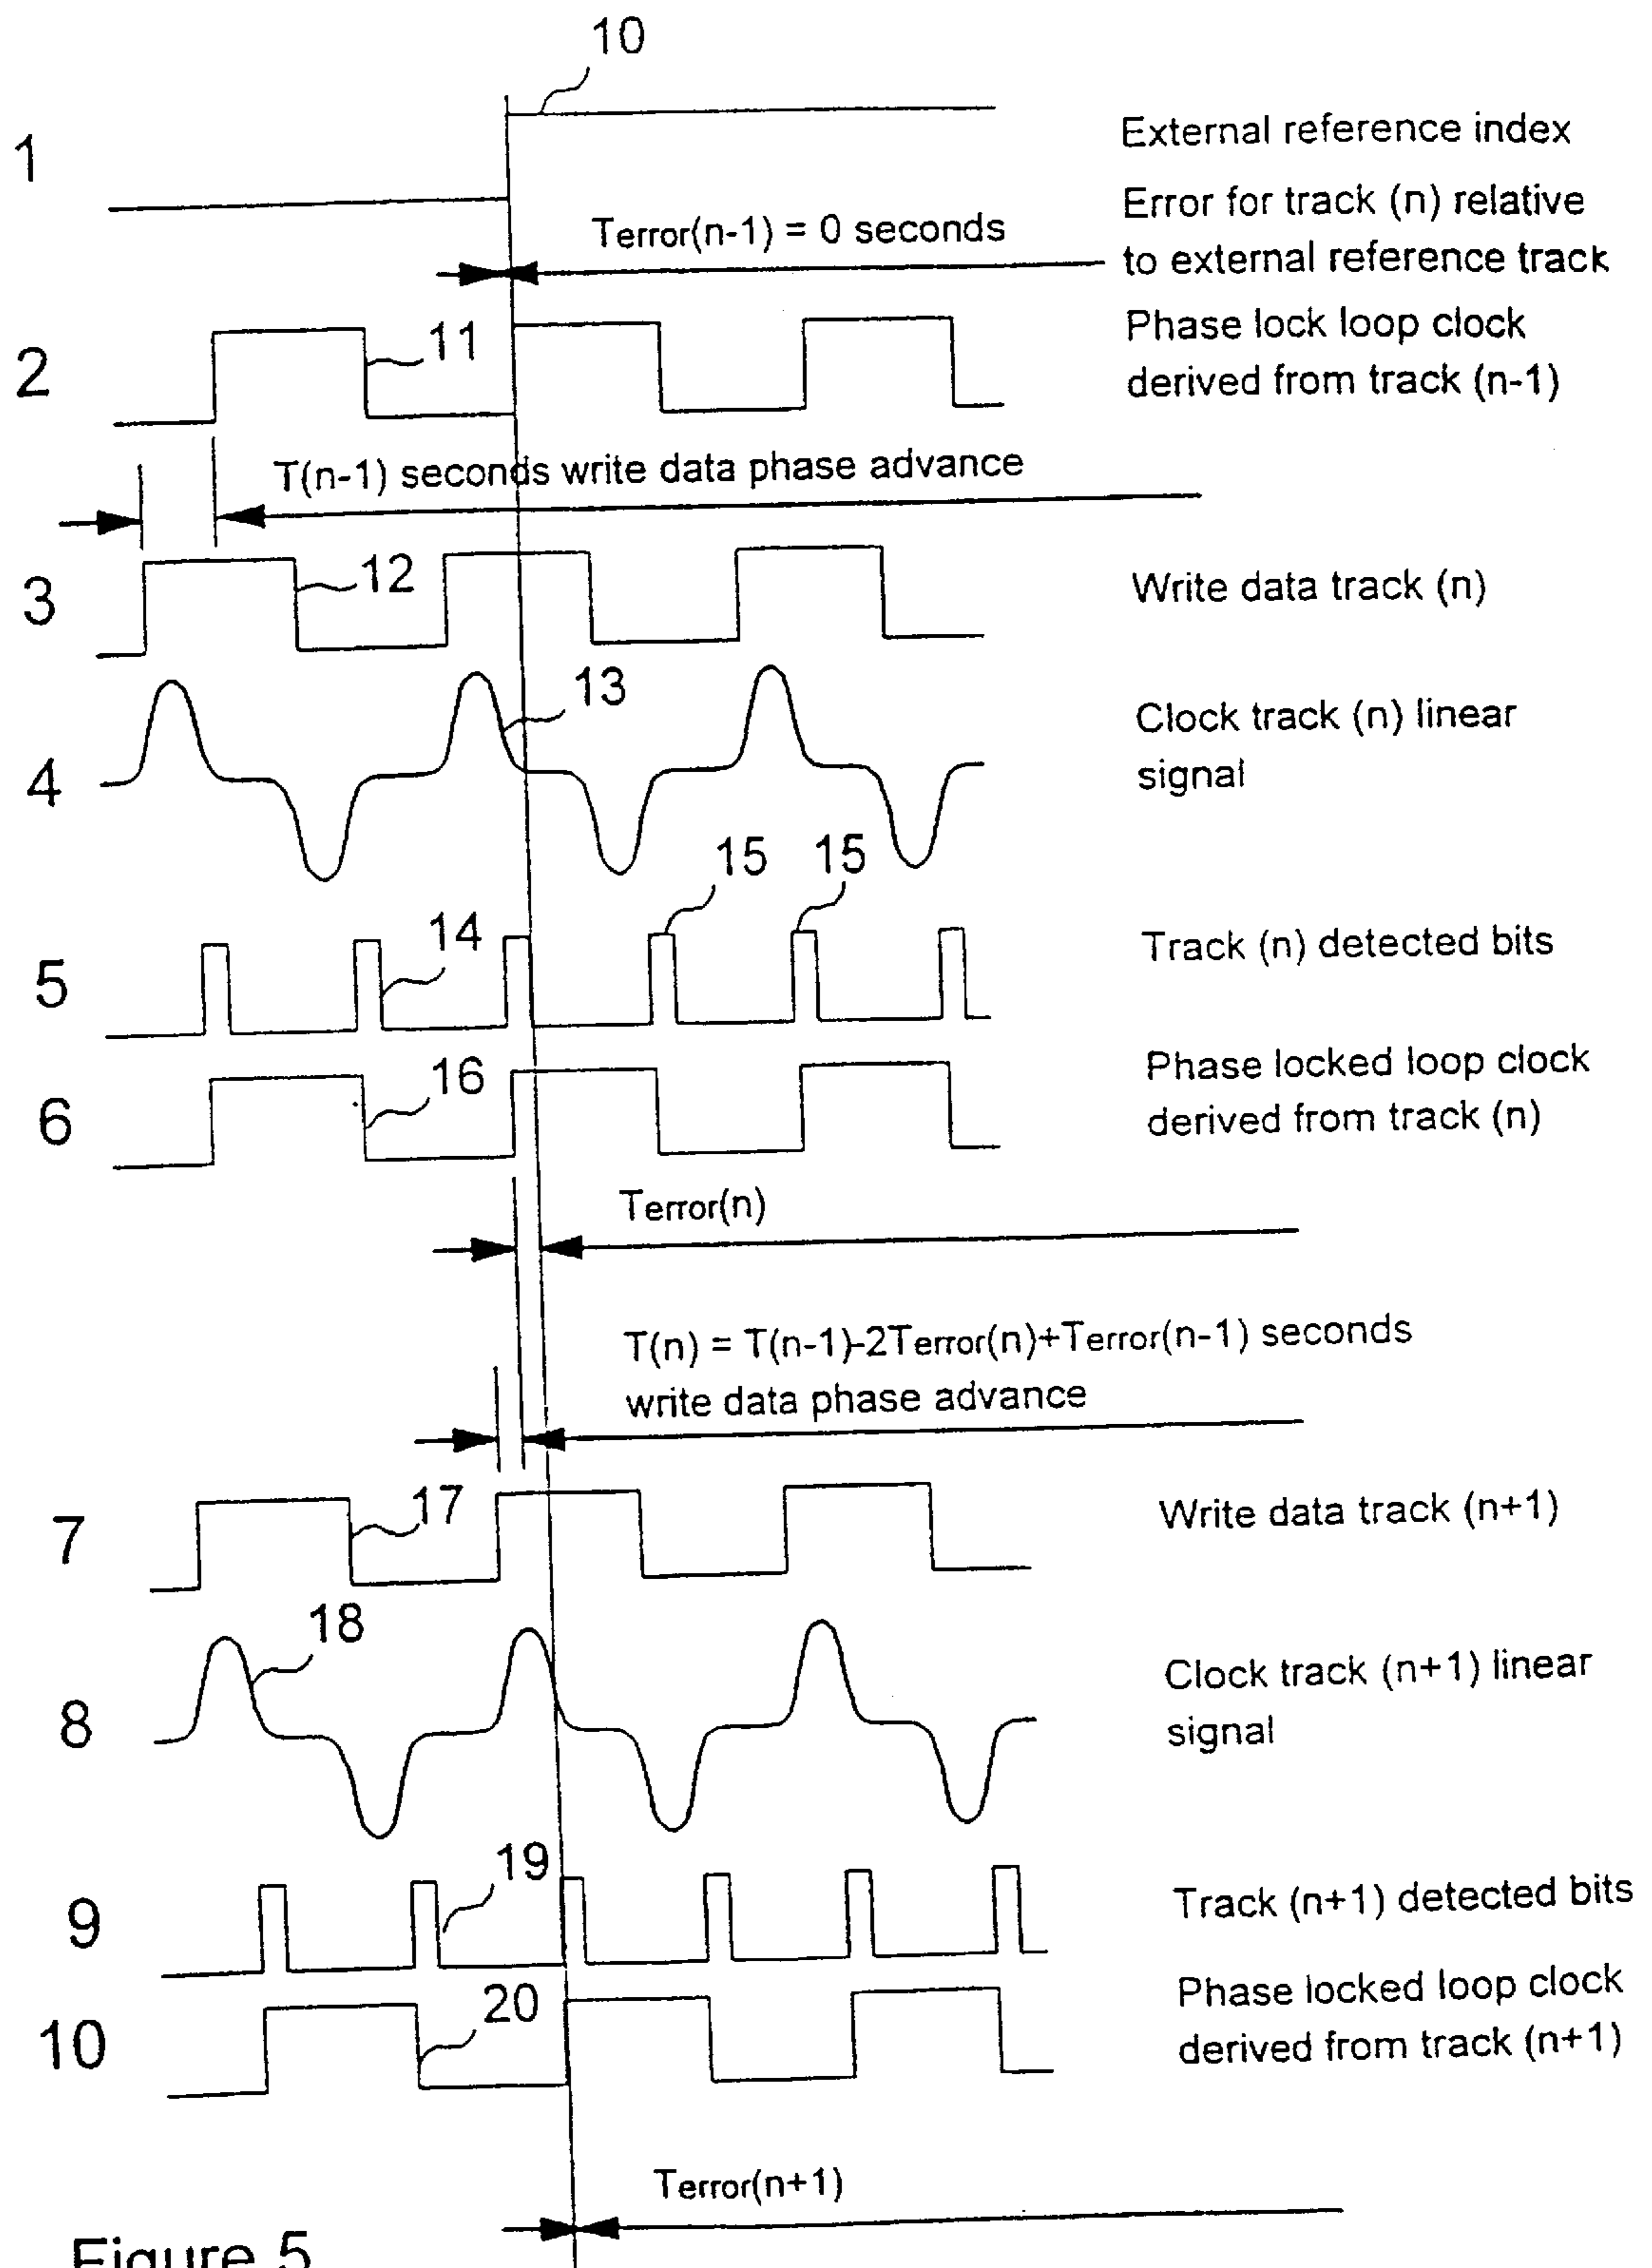 10
1
External reference index
Error for track (n) relative
to external reference track
Terror(n-1) = 0 seconds
2
11
Phase lock loop clock
derived from track (n-1)
T(n-1) seconds write data phase advance
3
12
Write data track (n)
4
13
Clock track (n) linear
signal
15
15
5
14
Track (n) detected bits
6
16
Phase locked loop clock
derived from track (n)
Terror(n)
T(n) = T(n-1)-2Terror(n)+Terror(n-1) seconds
write data phase advance
7
17
Write data track (n+1)
8
18
Clock track (n+1) linear
signal
9
19
Track (n+1) detected bits
10
20
Phase locked loop clock
derived from track (n+1)
Terror(n+1)
Figure 5